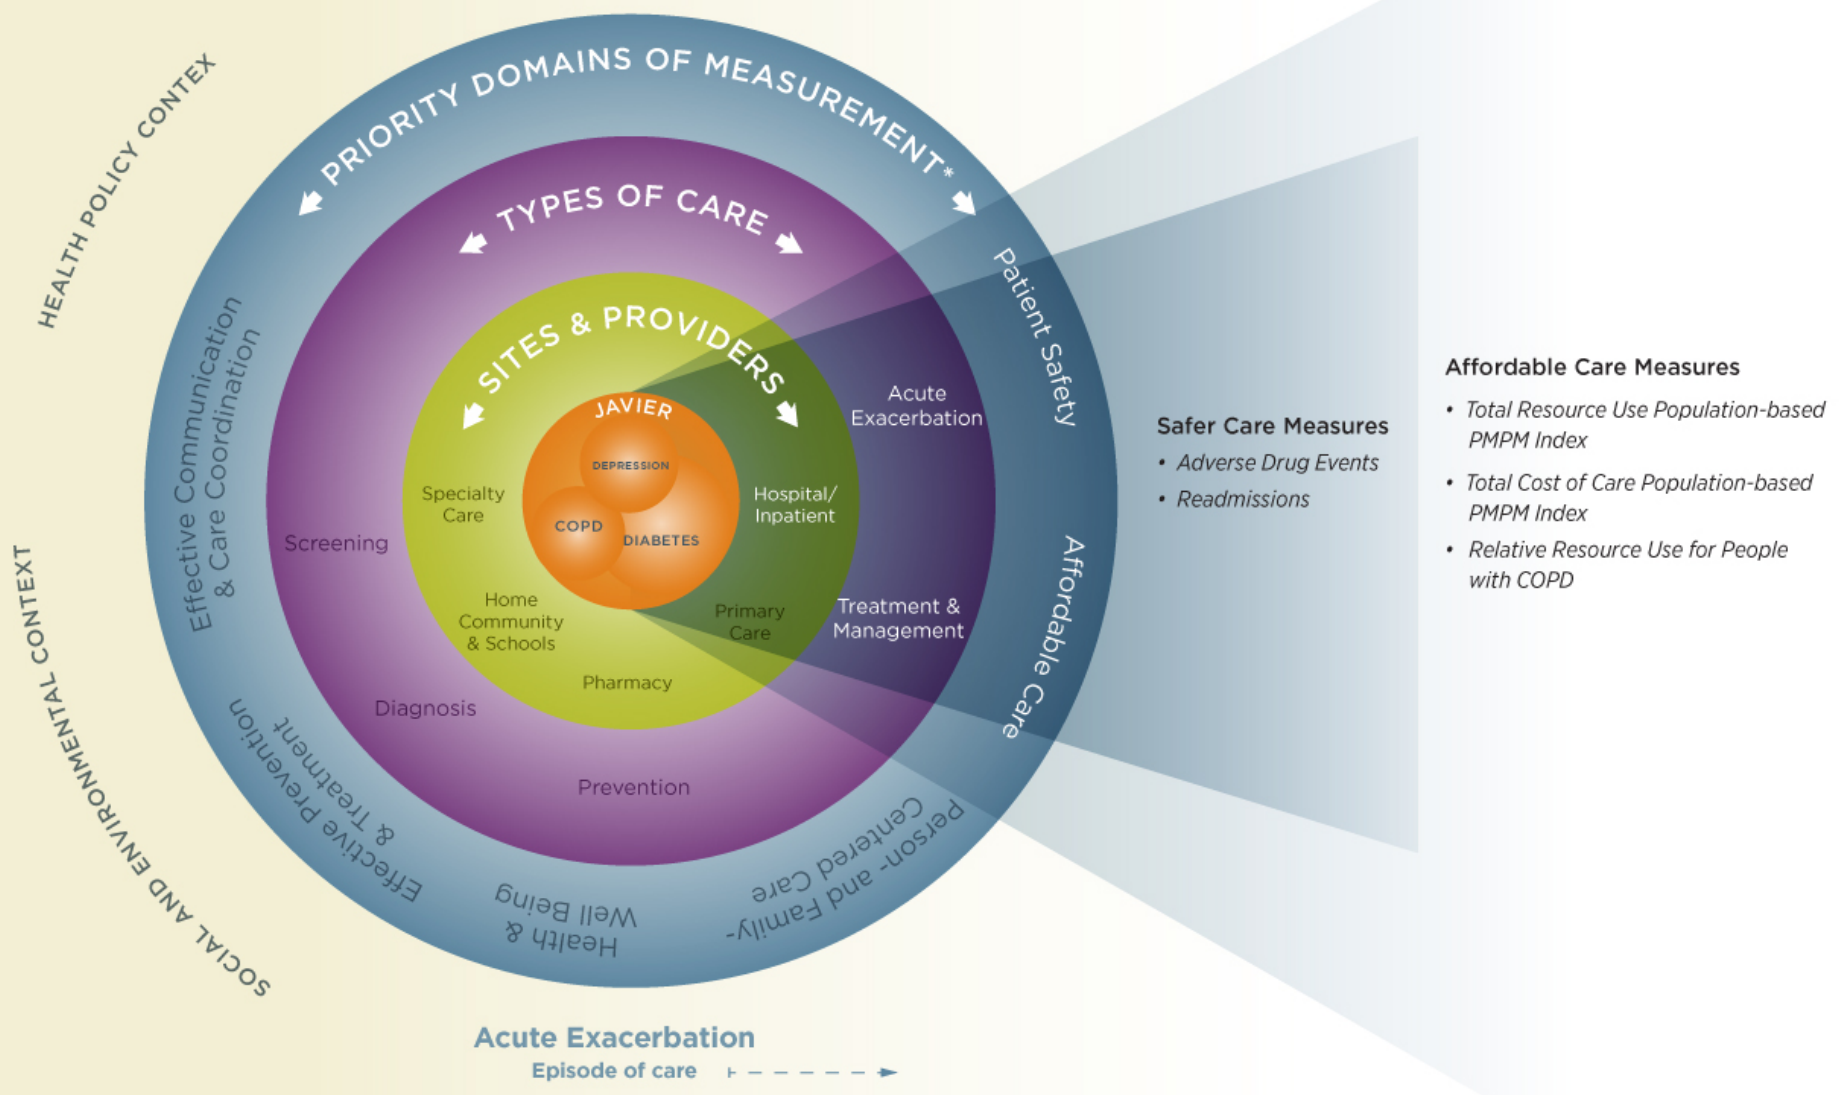 HEALTH POLICY CONTEX
SOCIAL AND ENVIRONMENTAL CONTEXT
PRIORITY DOMAINS OF MEASUREMENT*
TYPES OF CARE
SITES & PROVIDERS
JAVIER
DEPRESSION
COPD
DIABETES
Specialty
Care
Hospital/
Inpatient
Home
Community
& Schools
Primary
Care
Pharmacy
Screening
Diagnosis
Prevention
Acute
Exacerbation
Treatment &
Management
Effective Communication
& Care Coordination
Effective Prevention
& Treatment
Health &
Well Being
Person- and Family-
Centered Care
Patient Safety
Affordable Care
Safer Care Measures
• Adverse Drug Events
• Readmissions
Affordable Care Measures
• Total Resource Use Population-based
PMPM Index
• Total Cost of Care Population-based
PMPM Index
• Relative Resource Use for People
with COPD
Acute Exacerbation
Episode of care